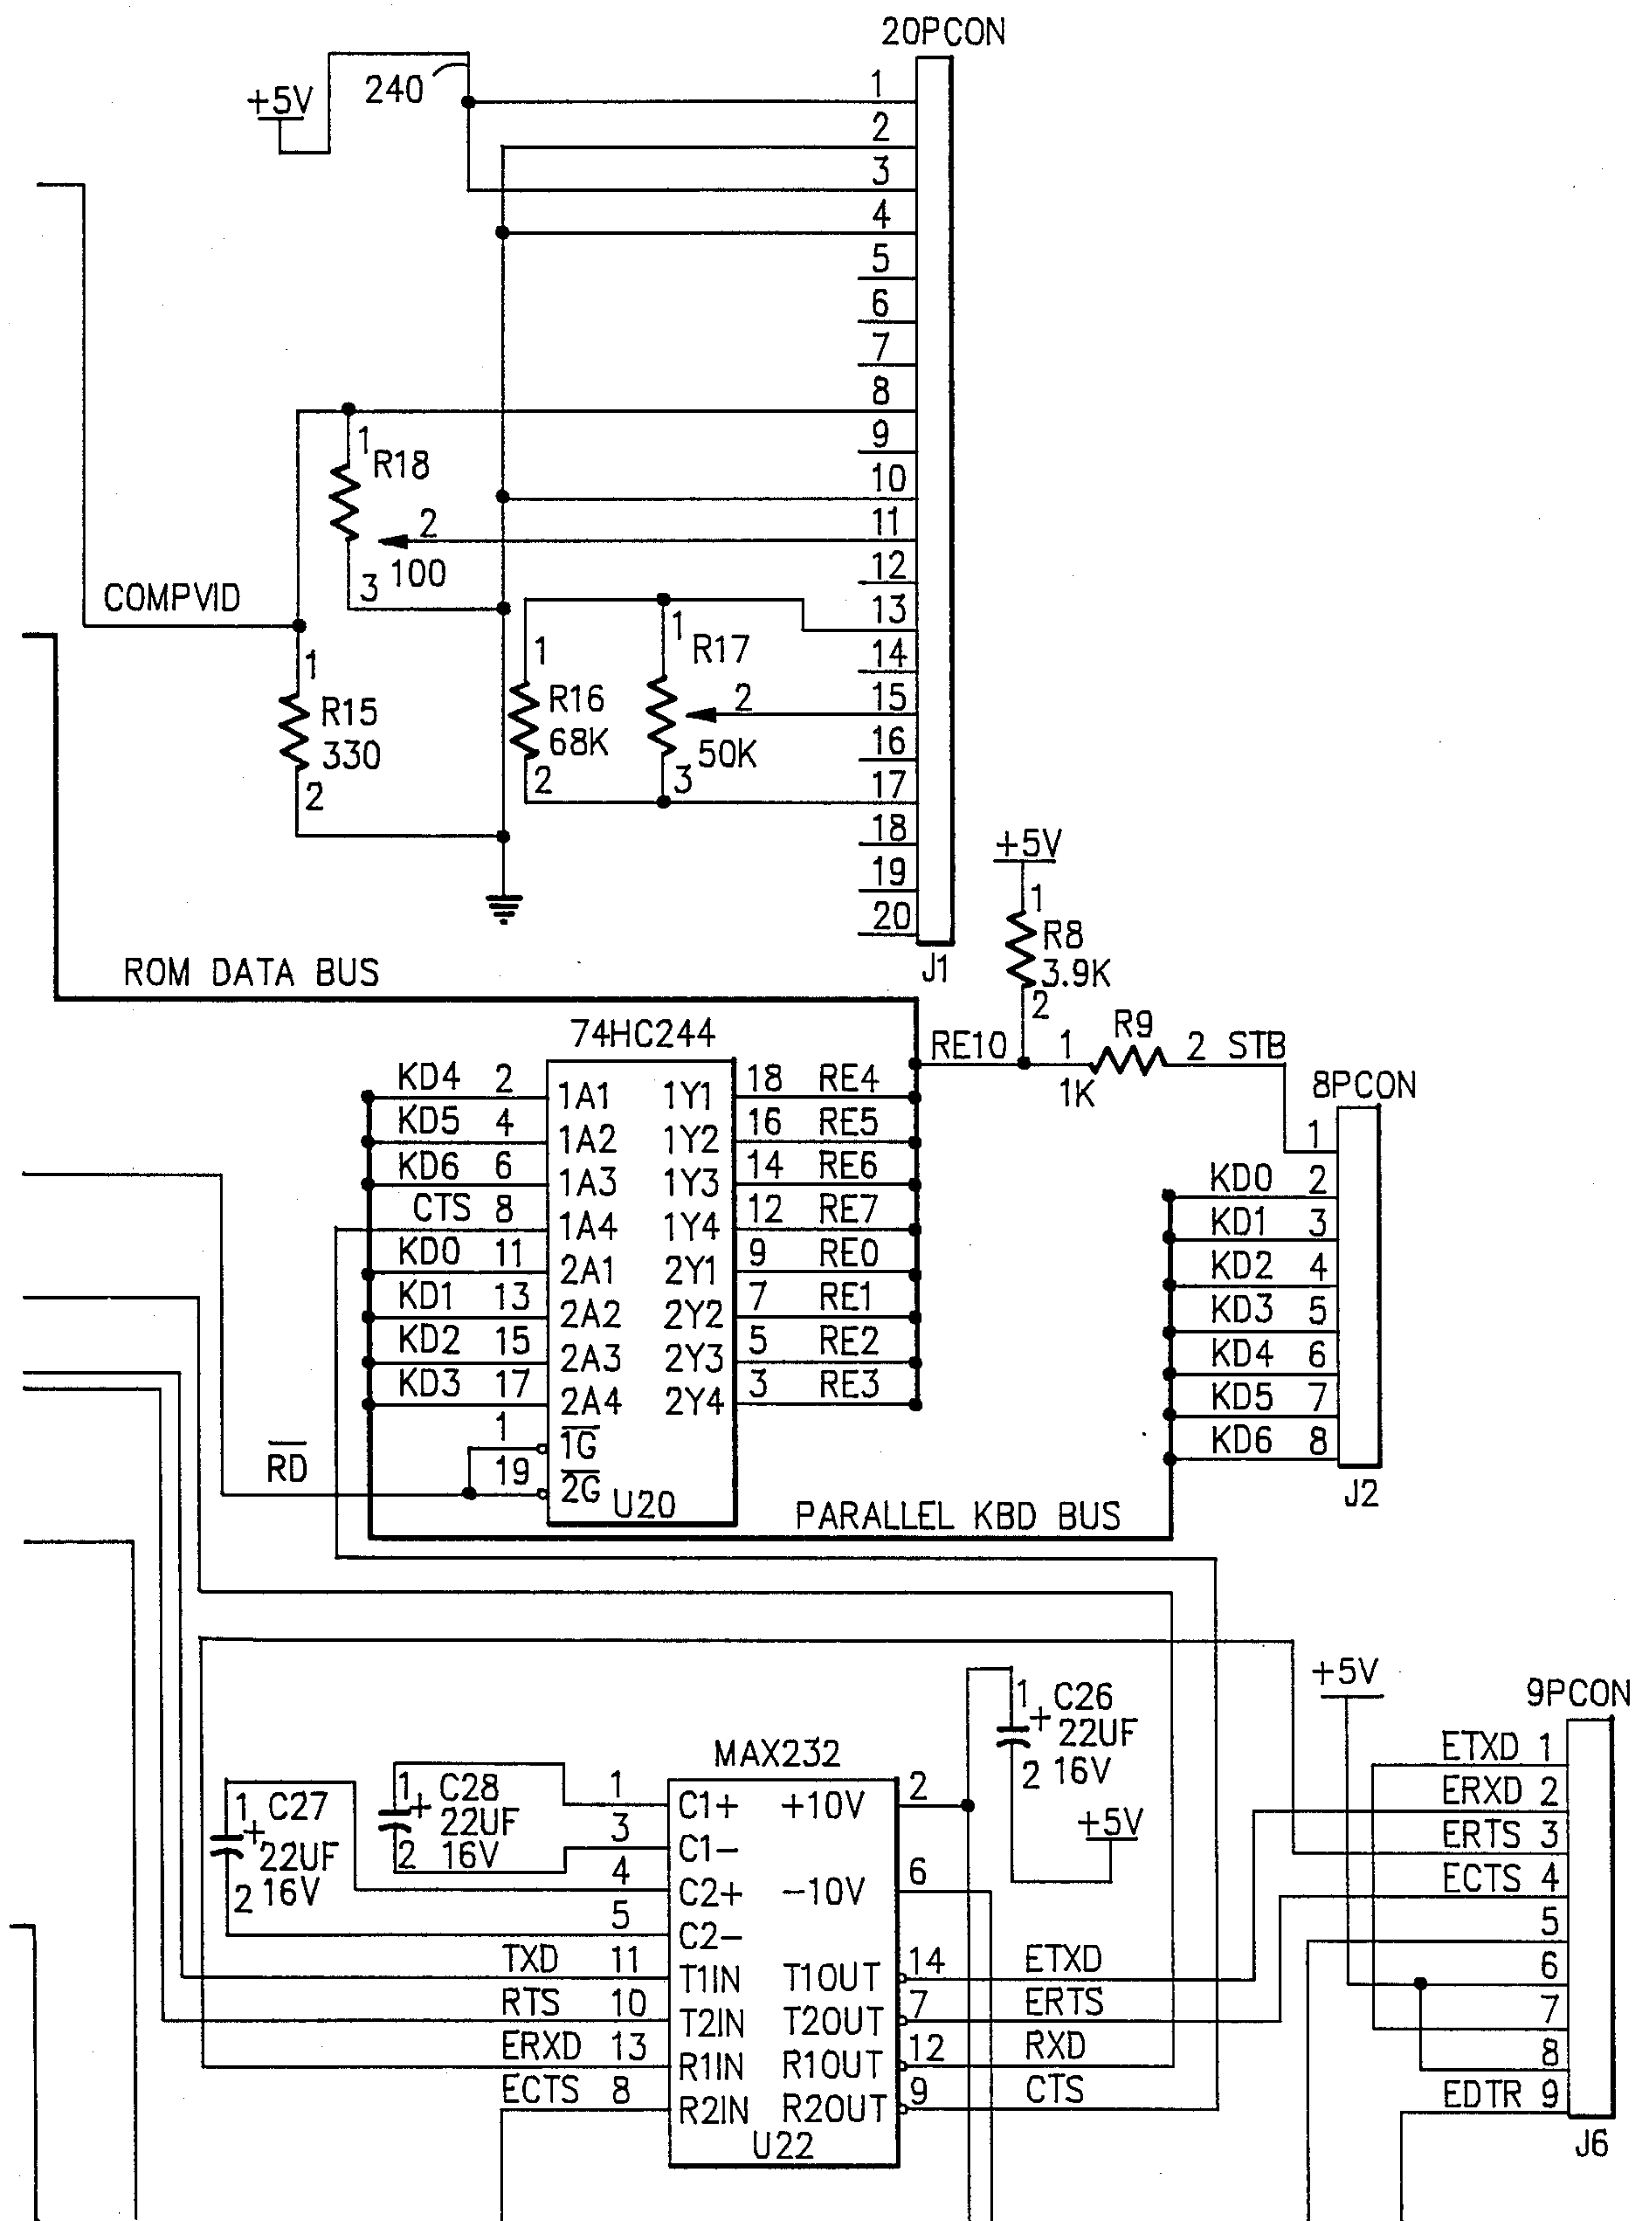 20PCON
+5V
240
1
2
3
4
5
6
7
8
9
10
11
12
13
14
15
16
17
18
19
20
J1
1
R18
2
100
3
COMPVID
1
R15
330
2
1
R16
68K
2
1
R17
2
50K
3
+5V
1
R8
3.9K
2
ROM DATA BUS
RE10
1
R9
1K
2 STB
8PCON
1
KD0 2
KD1 3
KD2 4
KD3 5
KD4 6
KD5 7
KD6 8
J2
74HC244
KD4 2 1A1 1Y1 18 RE4
KD5 4 1A2 1Y2 16 RE5
KD6 6 1A3 1Y3 14 RE6
CTS 8 1A4 1Y4 12 RE7
KD0 11 2A1 2Y1 9 RE0
KD1 13 2A2 2Y2 7 RE1
KD2 15 2A3 2Y3 5 RE2
KD3 17 2A4 2Y4 3 RE3
1 1G
RD 19 2G
U20
PARALLEL KBD BUS
1 + C27
22UF
2 16V
1 + C28
22UF
2 16V
1 + C26
22UF
2 16V
+5V
MAX232
1 C1+ +10V 2
3 C1-
4 C2+ -10V 6
5 C2-
TXD 11 T1IN T1OUT 14 ETXD
RTS 10 T2IN T2OUT 7 ERTS
ERXD 13 R1IN R1OUT 12 RXD
ECTS 8 R2IN R2OUT 9 CTS
U22
+5V
9PCON
ETXD 1
ERXD 2
ERTS 3
ECTS 4
5
6
7
8
EDTR 9
J6